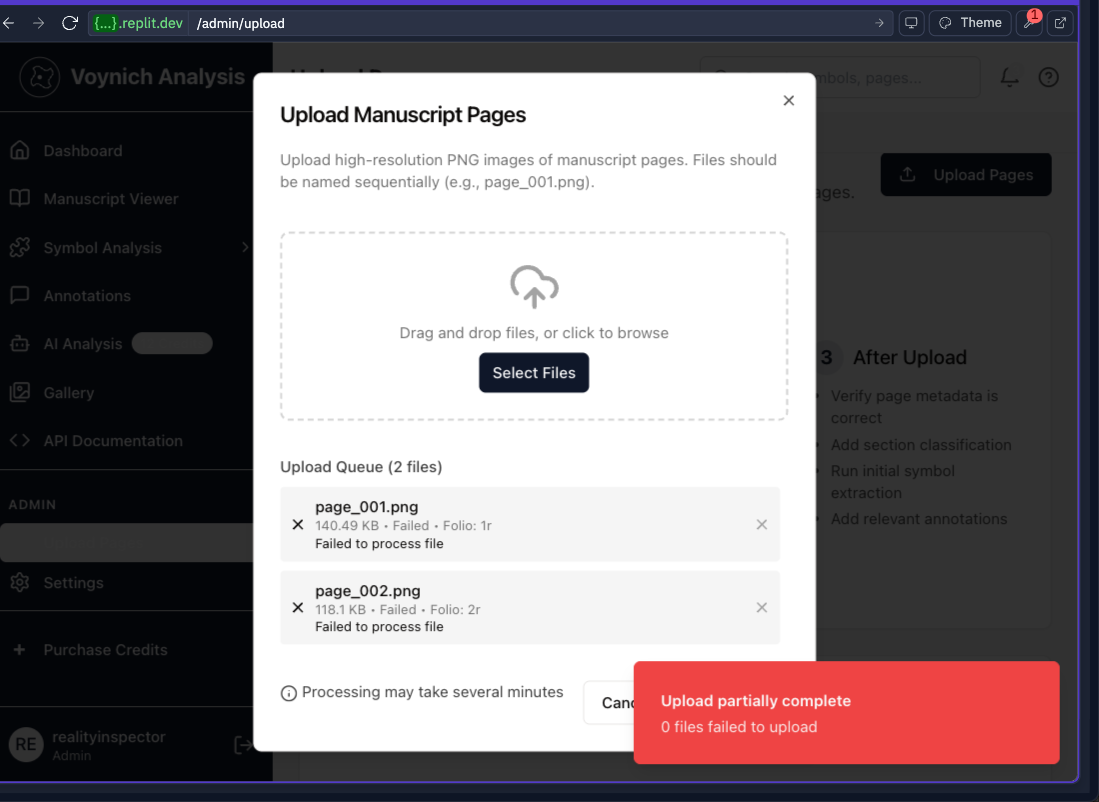 {...}.replit.dev /admin/upload
Theme
1
Voynich Analysis
Dashboard
Manuscript Viewer
Symbol Analysis
Annotations
AI Analysis
Gallery
API Documentation
ADMIN
Settings
Purchase Credits
RE
realityinspector
Admin
pages...
Upload Pages
ages.
Upload Manuscript Pages
Upload high-resolution PNG images of manuscript pages. Files should
be named sequentially (e.g., page_001.png).
Drag and drop files, or click to browse
Select Files
Upload Queue (2 files)
page_001.png
140.49 KB • Failed • Folio: 1r
Failed to process file
page_002.png
118.1 KB • Failed • Folio: 2r
Failed to process file
Processing may take several minutes
Canc
3 After Upload
Verify page metadata is
correct
Add section classification
Run initial symbol
extraction
Add relevant annotations
Upload partially complete
0 files failed to upload